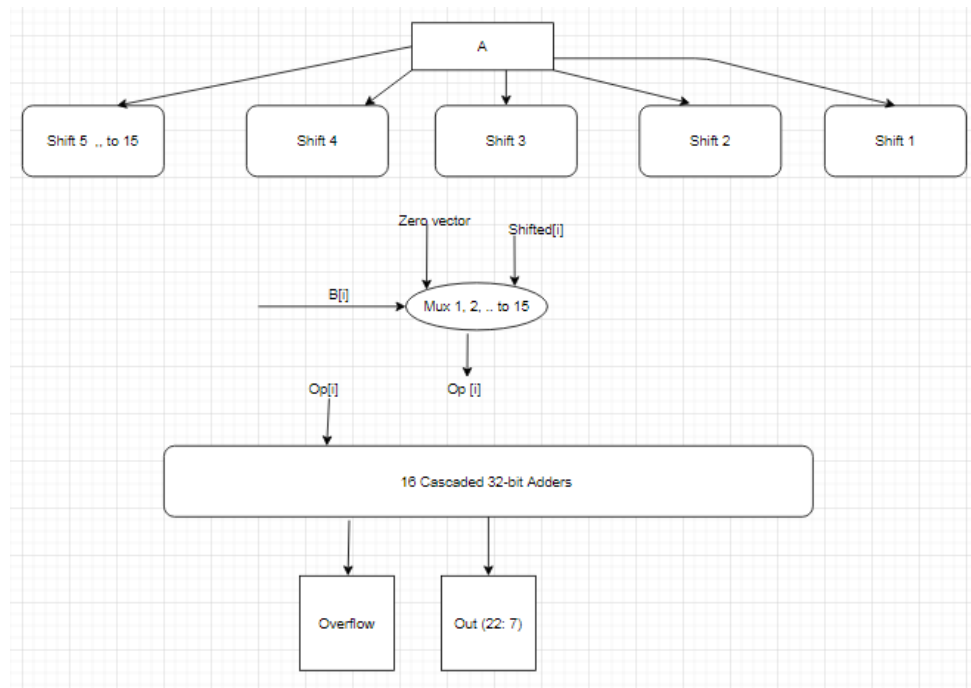 A
Shift 5 ,, to 15
Shift 4
Shift 3
Shift 2
Shift 1
Zero vector
Shifted[i]
B[i]
Mux 1, 2, .. to 15
Op[i]
Op [i]
16 Cascaded 32-bit Adders
Overflow
Out (22: 7)